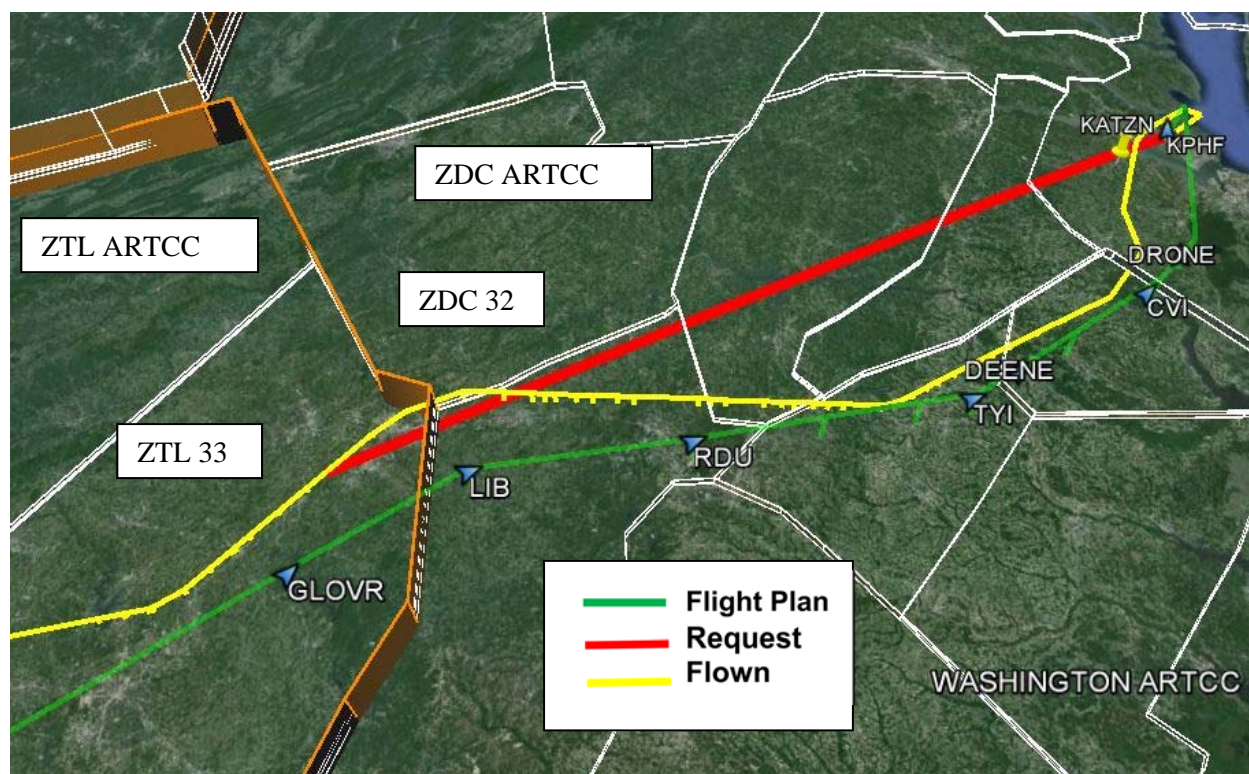 KATZN
KPHF
ZDC ARTCC
ZTL ARTCC
DRONE
ZDC 32
CVI
DEENE
TYI
RDU
ZTL 33
LIB
GLOVR
Flight Plan
Request
Flown
WASHINGTON ARTCC